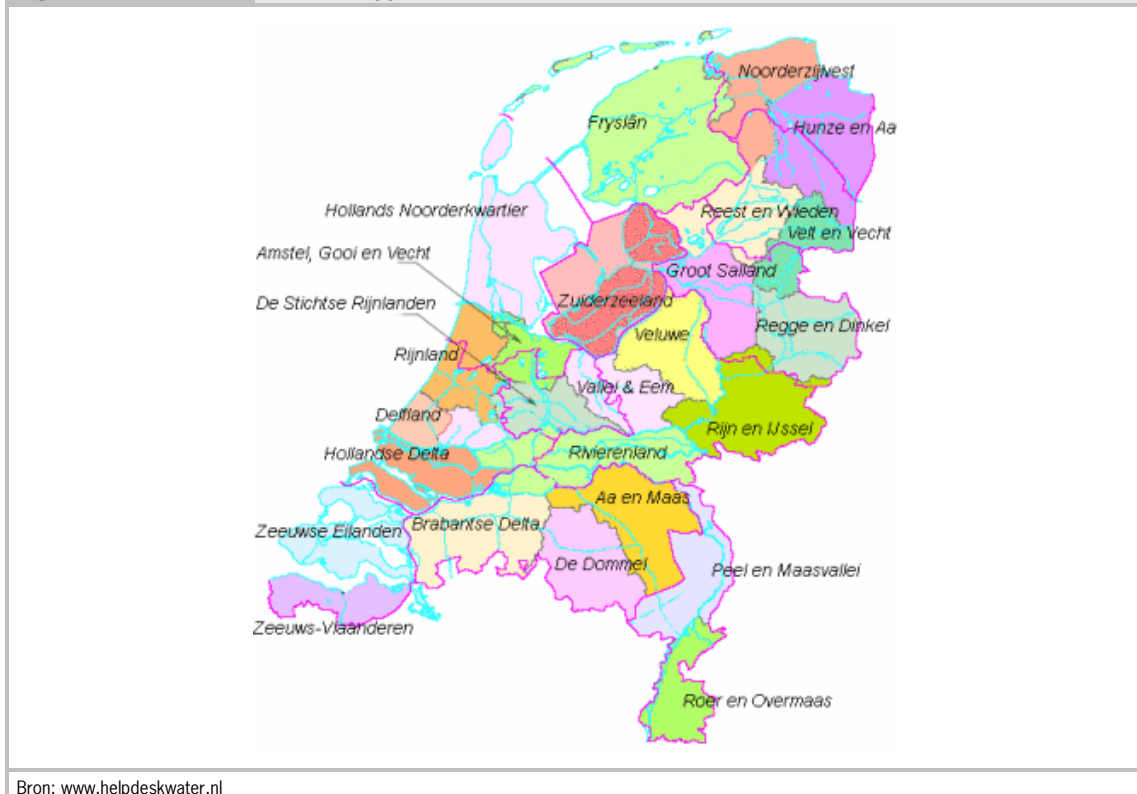 Noorderzijlvest
Fryslân
Hunze en Aa
Hollands Noorderkwartier
Reest en Wieden
Velt en Vecht
Amstel, Gooi en Vecht
Groot Salland
De Stichtse Rijnlanden
Zuiderzeeland
Regge en Dinkel
Veluwe
Rijnland
Vallei & Eem
Delfland
Rijn en IJssel
Hollandse Delta
Rivierenland
Aa en Maas
Zeeuwse Eilanden
Brabantse Delta
De Dommel
Peel en Maasvallei
Zeeuws-Vlaanderen
Roer en Overmaas
Bron: www.helpdeskwater.nl